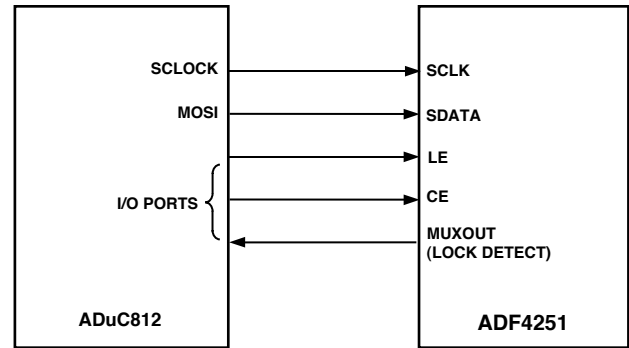 SCLOCK
SCLK
MOSI
SDATA
LE
I/O PORTS
CE
MUXOUT
(LOCK DETECT)
ADuC812
ADF4251